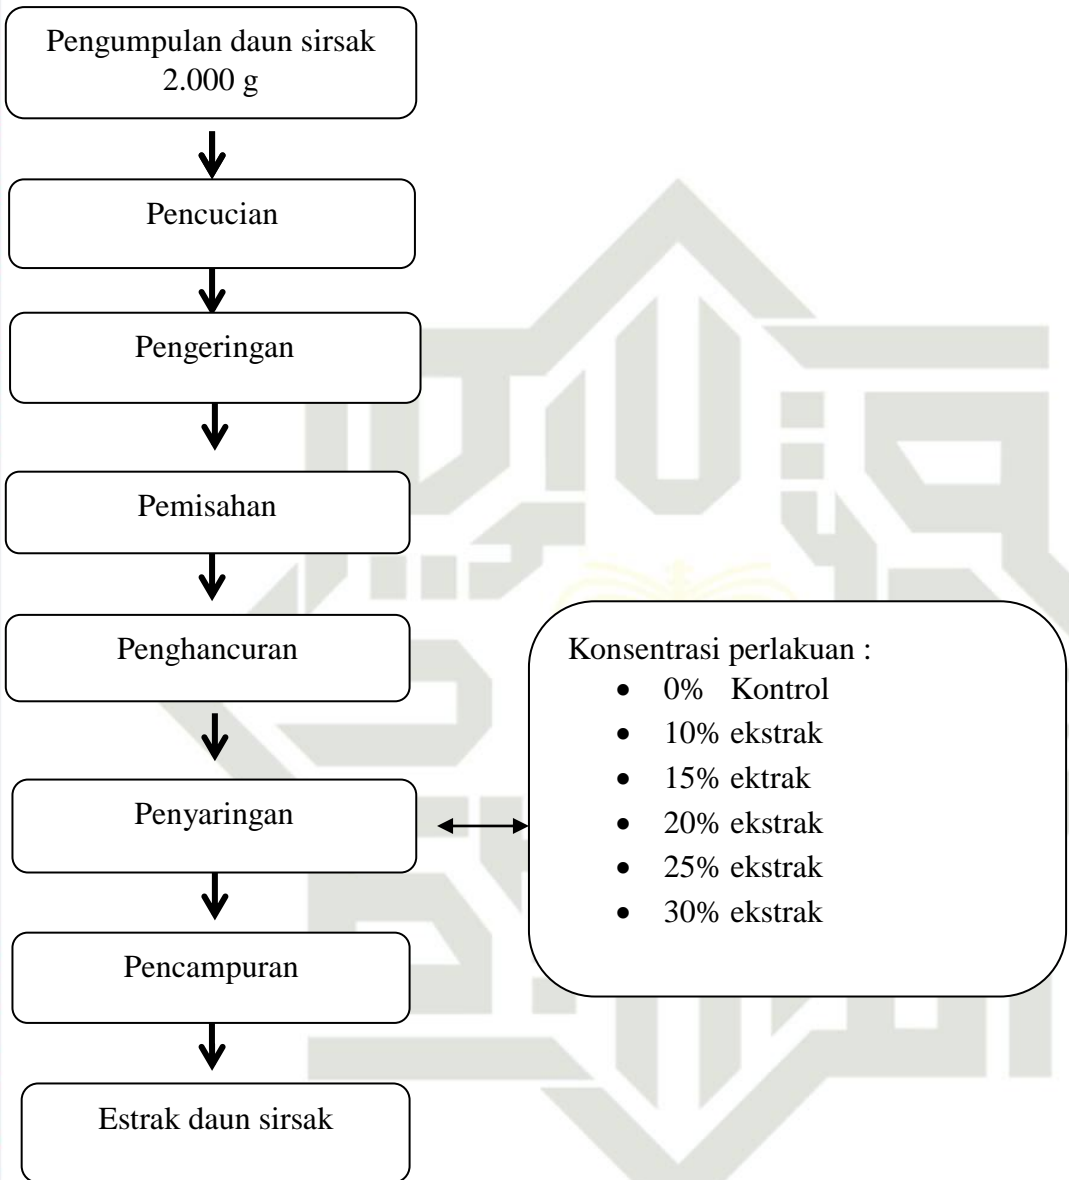 Pengumpulan daun sirsak
2.000 g
Pencucian
Pengeringan
Pemisahan
Penghancuran
Penyaringan
Pencampuran
Estrak daun sirsak
Konsentrasi perlakuan :
• 0% Kontrol
• 10% ekstrak
• 15% ektrak
• 20% ekstrak
• 25% ekstrak
• 30% ekstrak